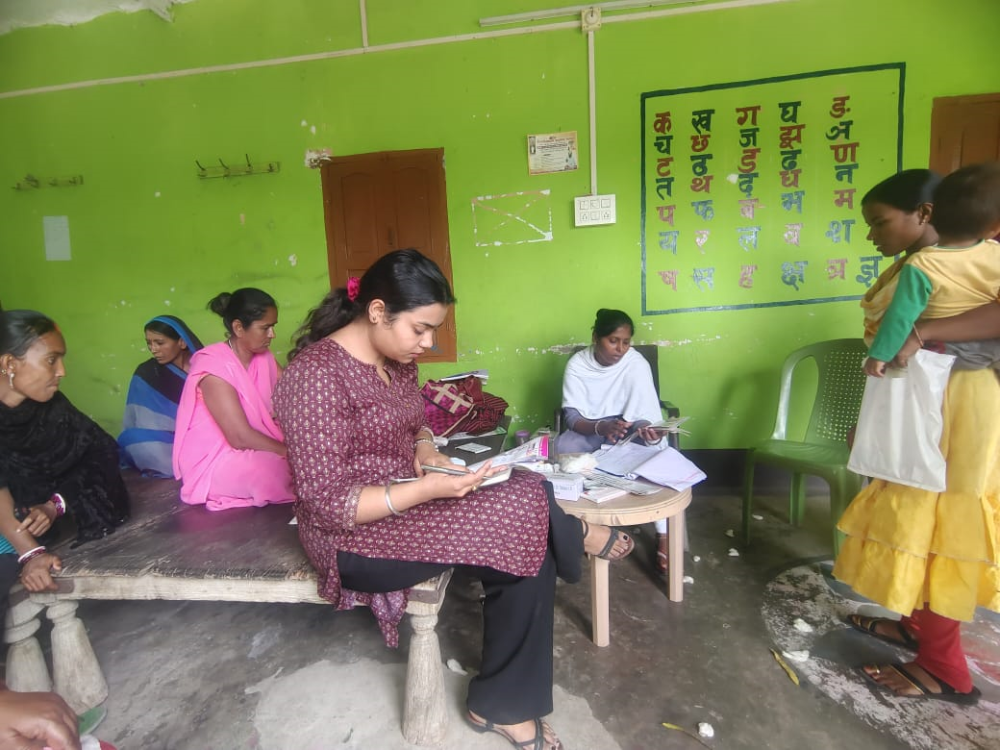 क ख ग घ ङ
च छ ज झ ञ
ट ठ ड ढ ण
त थ द ध न
प फ ब भ म
य र ल व श
ष स ह क्ष त्र ज्ञ